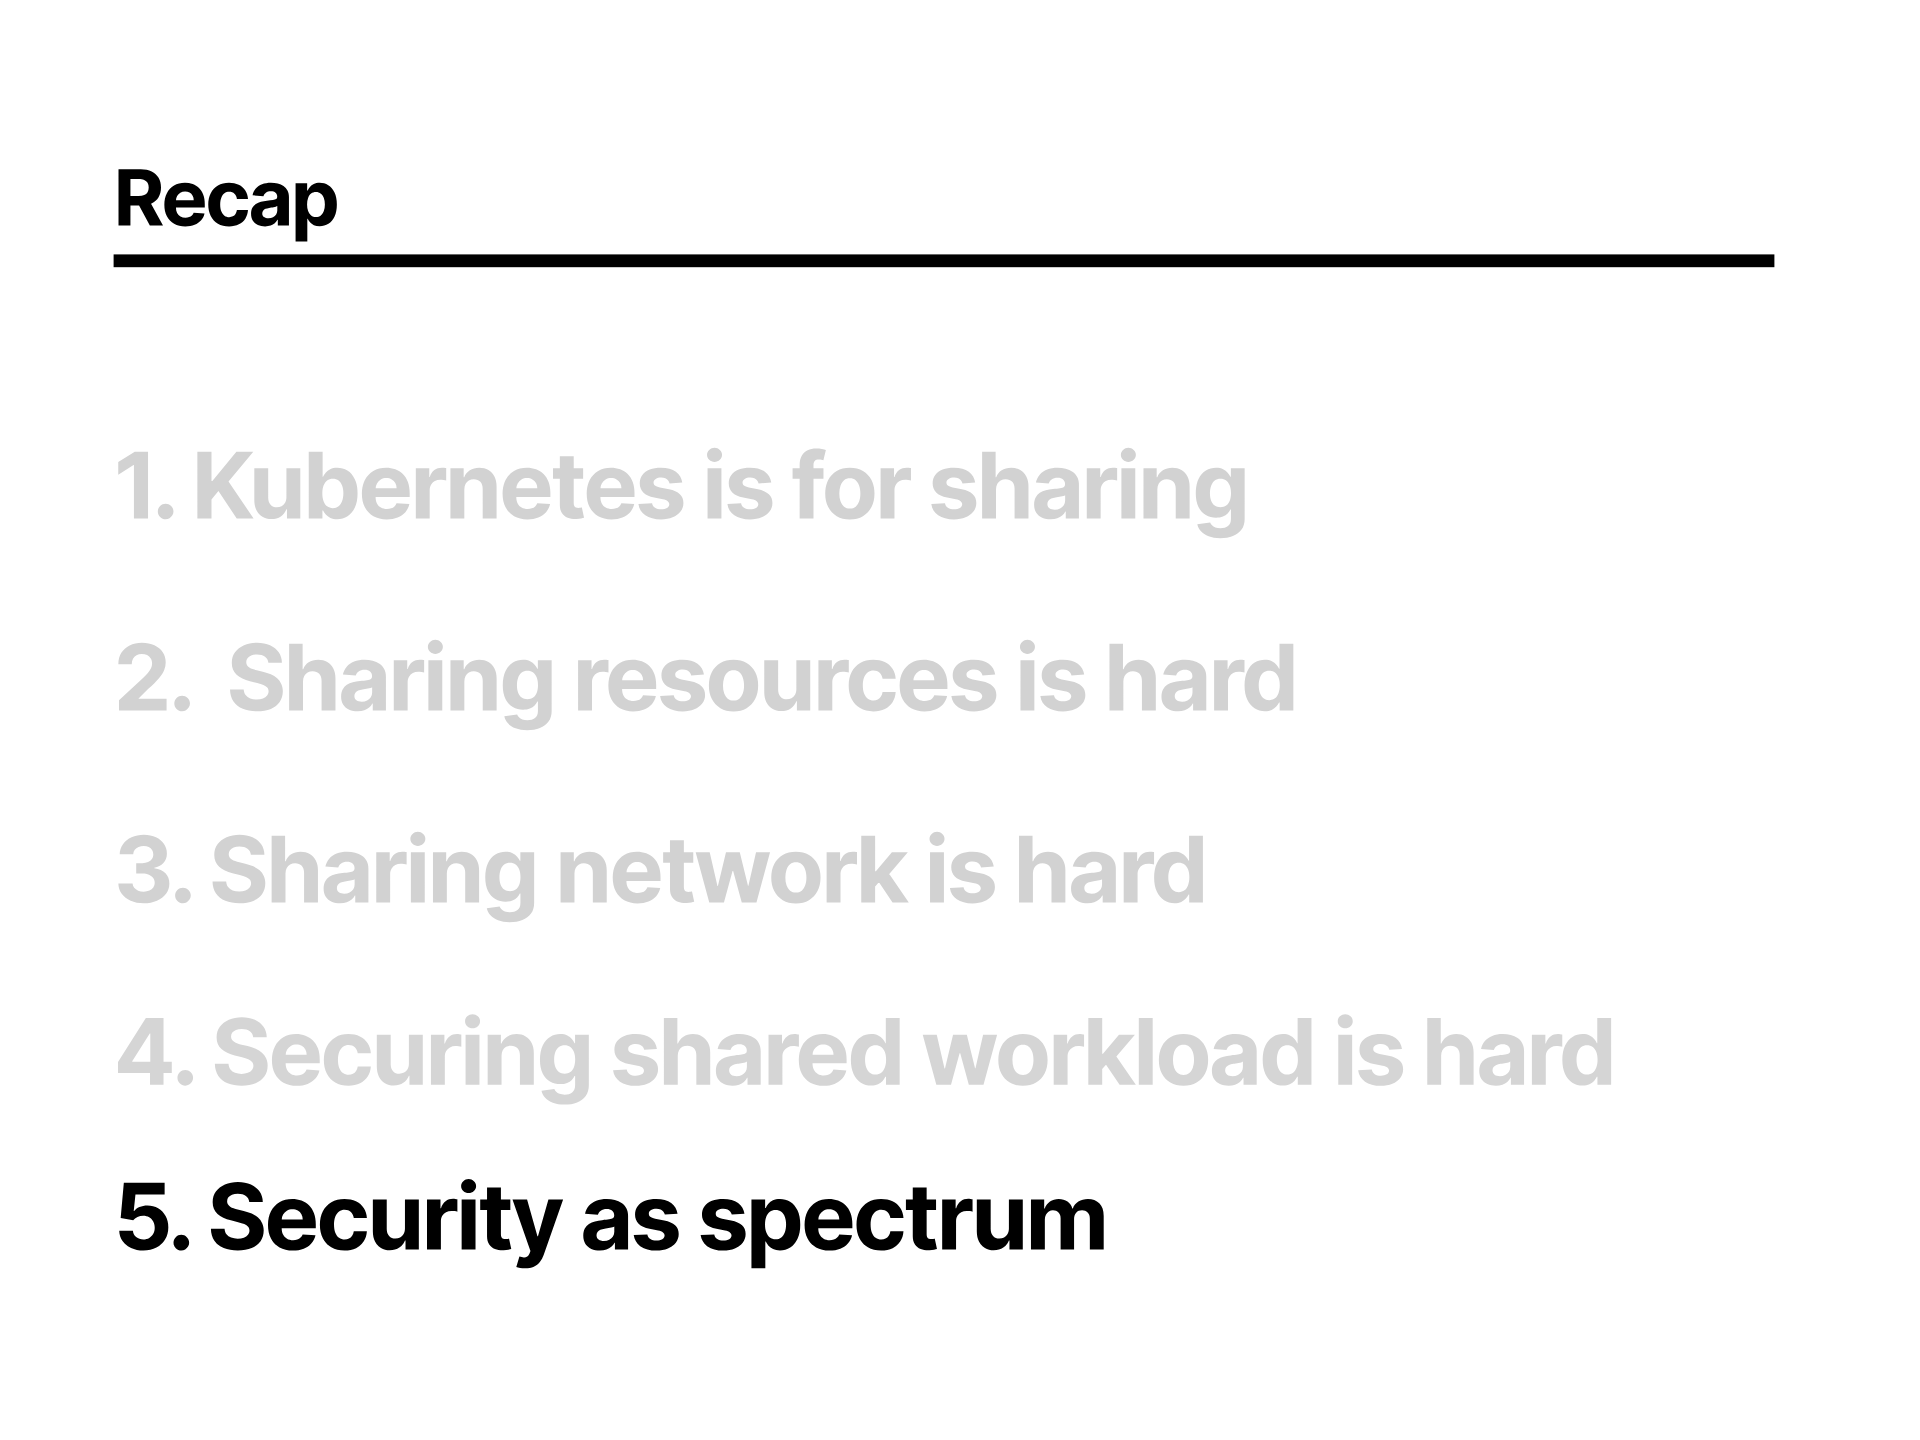 Recap
1. Kubernetes is for sharing
2. Sharing resources is hard
3. Sharing network is hard
4. Securing shared workload is hard
5. Security as spectrum